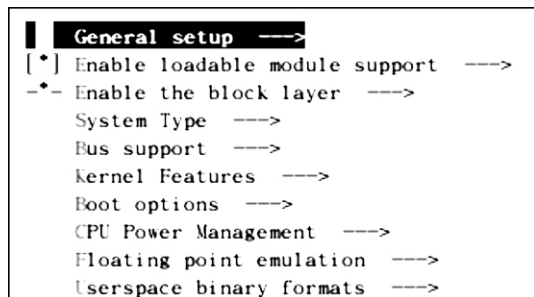 General setup --->
[*] Enable loadable module support --->
-*- Enable the block layer --->
System Type --->
Bus support --->
Kernel Features --->
Boot options --->
CPU Power Management --->
Floating point emulation --->
Userspace binary formats --->